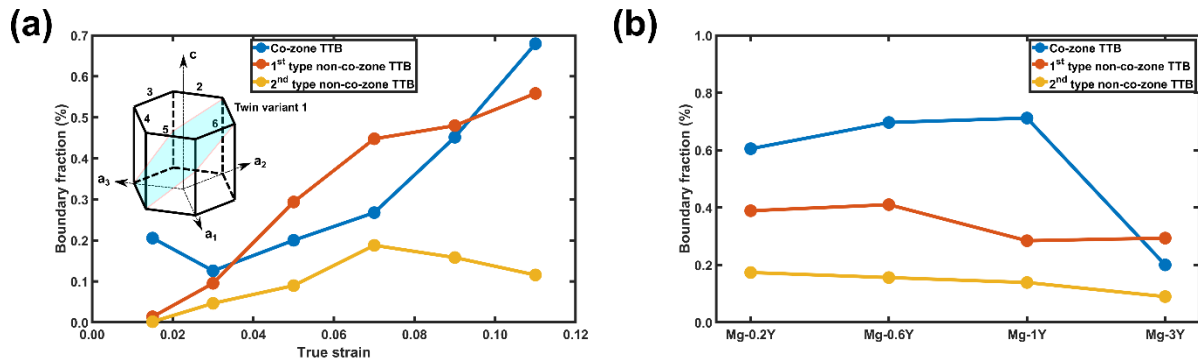 (a)
Boundary fraction (%)
0.7
0.6
0.5
0.4
0.3
0.2
0.1
0.0
0.00
0.02
0.04
0.06
0.08
0.10
0.12
True strain
Co-zone TTB
1st type non-co-zone TTB
2nd type non-co-zone TTB
c
3
2
Twin variant 1
4
5
6
a2
a3
a1
(b)
Boundary fraction (%)
1.0
0.8
0.6
0.4
0.2
0.0
Mg-0.2Y
Mg-0.6Y
Mg-1Y
Mg-3Y
Co-zone TTB
1st type non-co-zone TTB
2nd type non-co-zone TTB